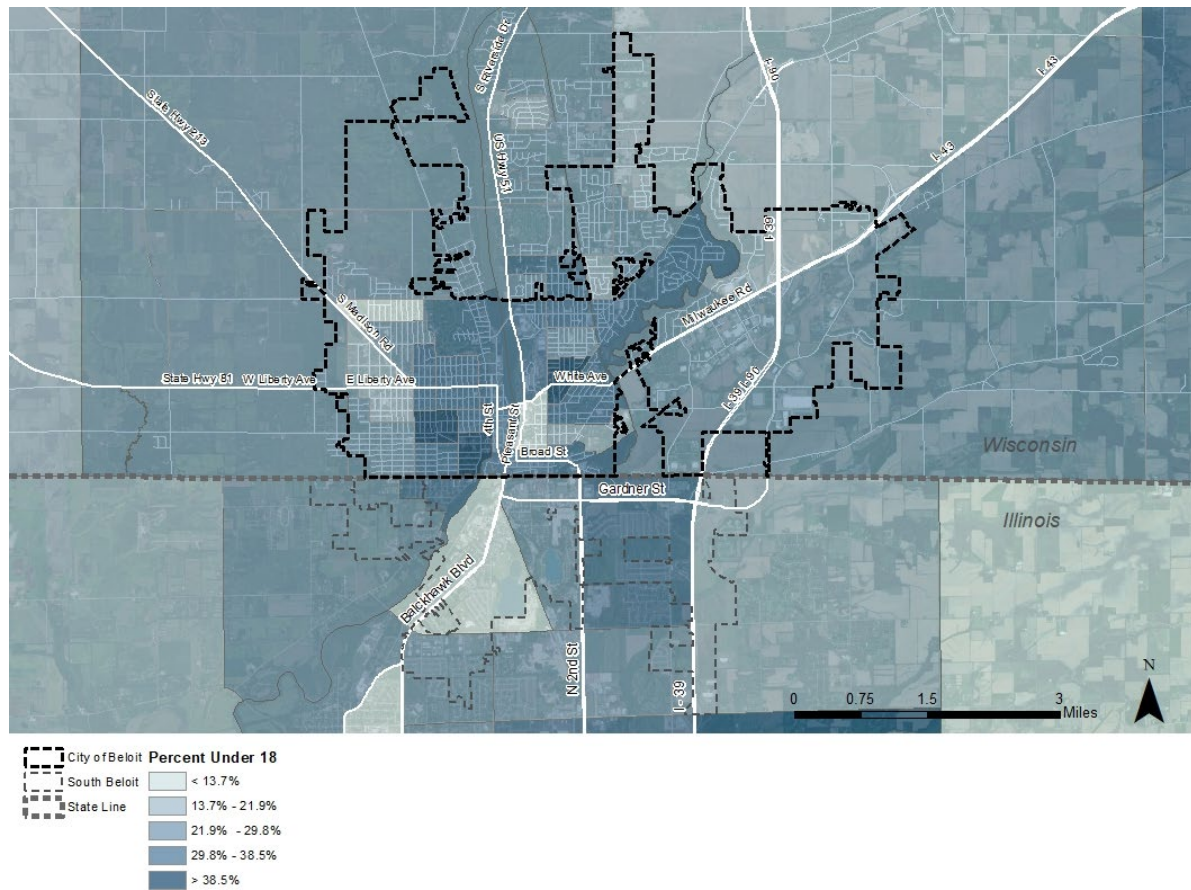 State Hwy 213
S Riverside Dr
US Hwy 51
I-90
I-43
I-43
I-39
S Madison Rd
Milwaukee Rd
State Hwy 81
W Liberty Ave
E Liberty Ave
White Ave
4th St
Pleasant St
Broad St
I-39 I-90
Wisconsin
Gardner St
Illinois
Balckhawk Blvd
N 2nd St
I - 39
N
0 0.75 1.5 3
Miles
City of Beloit
South Beloit
State Line
Percent Under 18
< 13.7%
13.7% - 21.9%
21.9% - 29.8%
29.8% - 38.5%
> 38.5%